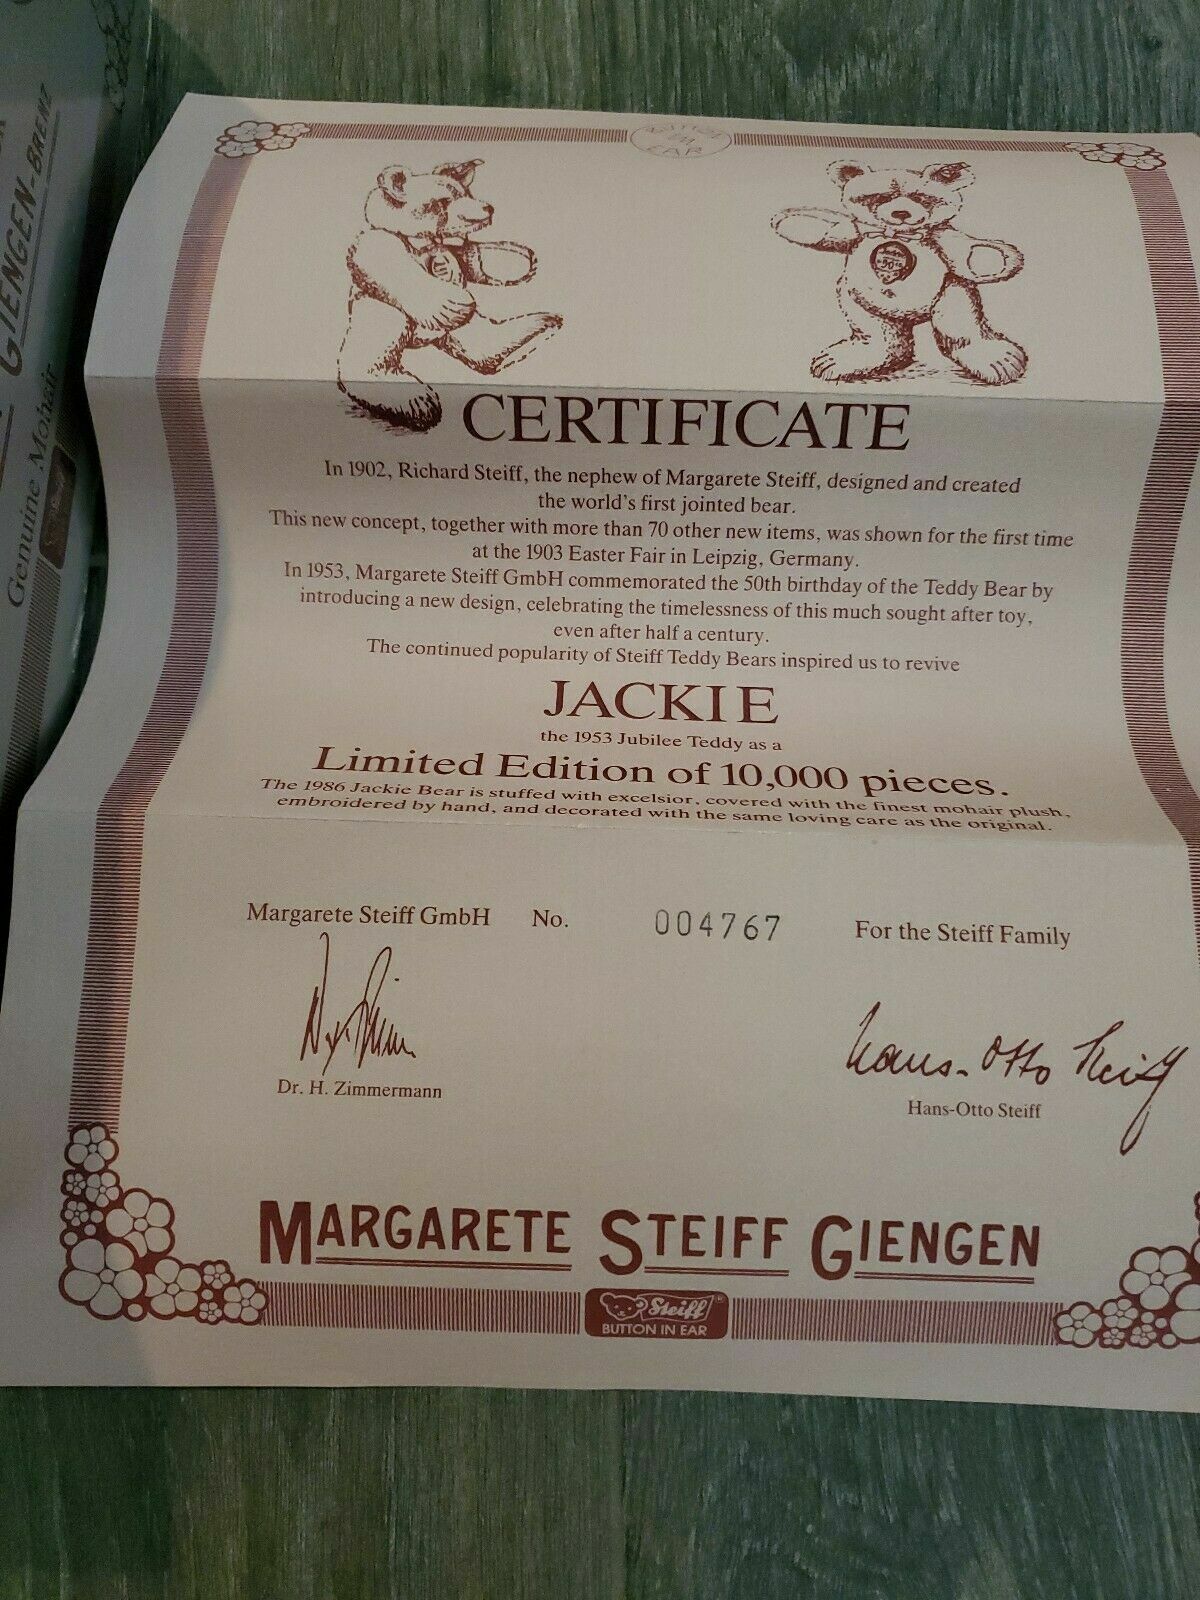 GIENGEN-BRENZ
Genuine Mohair
Steiff
BUTTON
IN
EAR
CERTIFICATE
In 1902, Richard Steiff, the nephew of Margarete Steiff, designed and created
the world's first jointed bear.
This new concept, together with more than 70 other new items, was shown for the first time
at the 1903 Easter Fair in Leipzig, Germany.
In 1953, Margarete Steiff GmbH commemorated the 50th birthday of the Teddy Bear by
introducing a new design, celebrating the timelessness of this much sought after toy,
even after half a century.
The continued popularity of Steiff Teddy Bears inspired us to revive
JACKIE
the 1953 Jubilee Teddy as a
Limited Edition of 10,000 pieces.
The 1986 Jackie Bear is stuffed with excelsior, covered with the finest mohair plush,
embroidered by hand, and decorated with the same loving care as the original.
Margarete Steiff GmbH No. 004767 For the Steiff Family
Hans-Otto Steiff
Dr. H. Zimmermann
Hans-Otto Steiff
MARGARETE STEIFF GIENGEN
Steiff®
BUTTON IN EAR